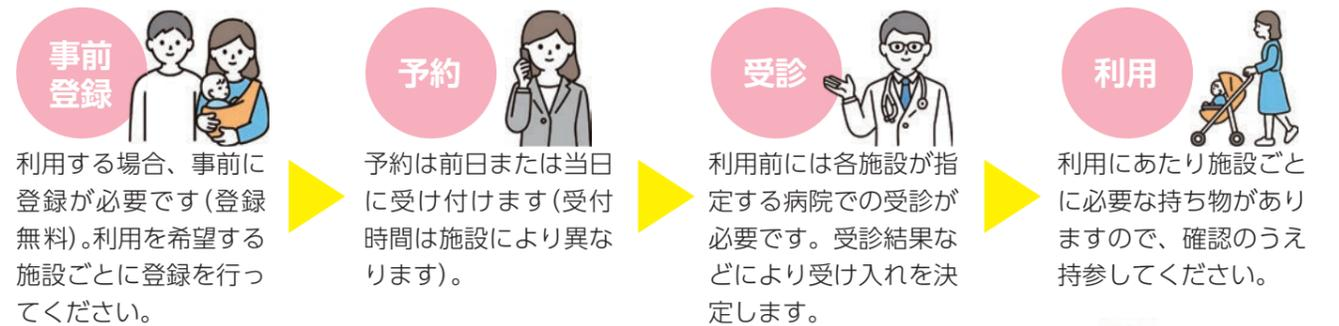 事前
登録
利用する場合、事前に
登録が必要です(登録
無料)。利用を希望する
施設ごとに登録を行っ
てください。
予約
予約は前日または当日
に受け付けます(受付
時間は施設により異な
ります)。
受診
利用前には各施設が指
定する病院での受診が
必要です。受診結果な
どにより受け入れを決
定します。
利用
利用にあたり施設ごと
に必要な持ち物があり
ますので、確認のうえ
持参してください。